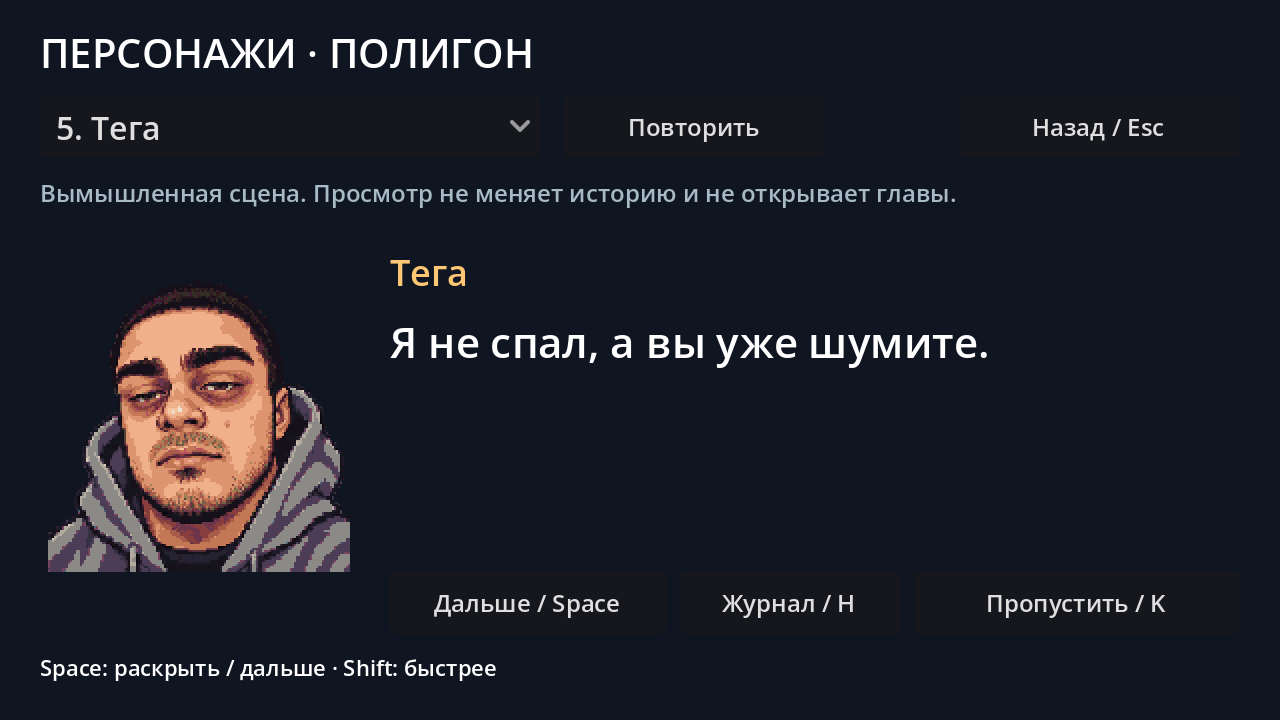 ПЕРСОНАЖИ · ПОЛИГОН
5. Тега
Повторить
Назад / Esc
Вымышленная сцена. Просмотр не меняет историю и не открывает главы.
Тега
Я не спал, а вы уже шумите.
Дальше / Space
Журнал / H
Пропустить / K
Space: раскрыть / дальше · Shift: быстрее